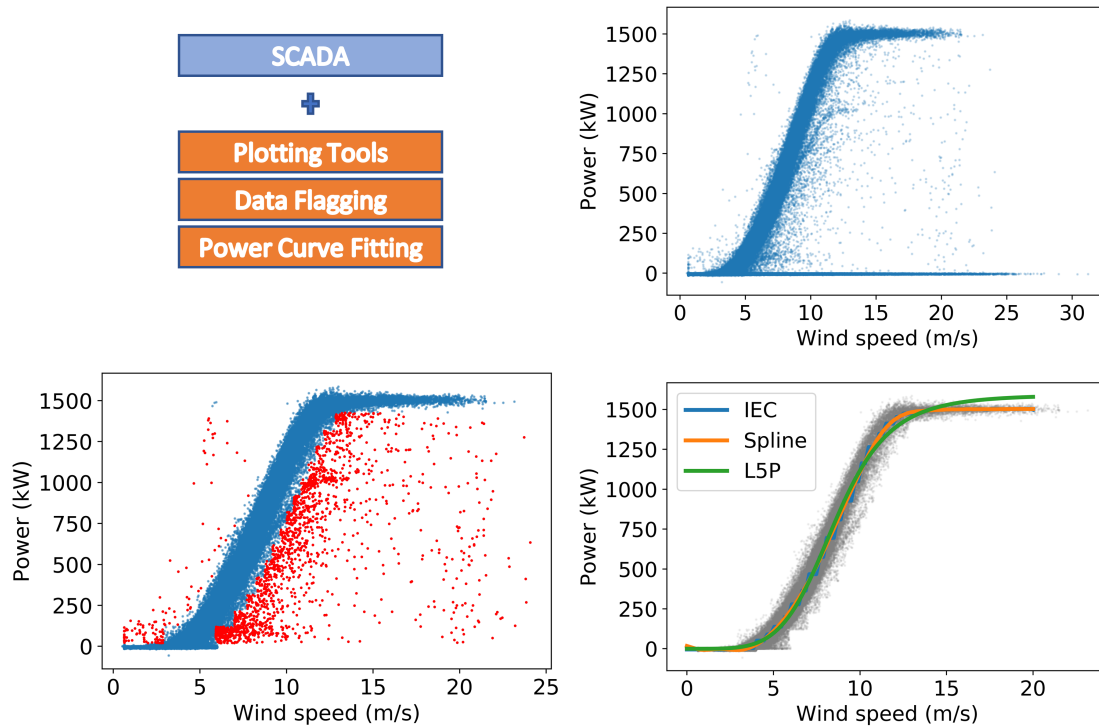 SCADA
+
Plotting Tools
Data Flagging
Power Curve Fitting
Power (kW)
1500
1250
1000
750
500
250
0
0 5 10 15 20 25 30
Wind speed (m/s)
Power (kW)
1500
1250
1000
750
500
250
0
0 5 10 15 20 25
Wind speed (m/s)
Power (kW)
1500
1250
1000
750
500
250
0
IEC
Spline
L5P
0 5 10 15 20
Wind speed (m/s)